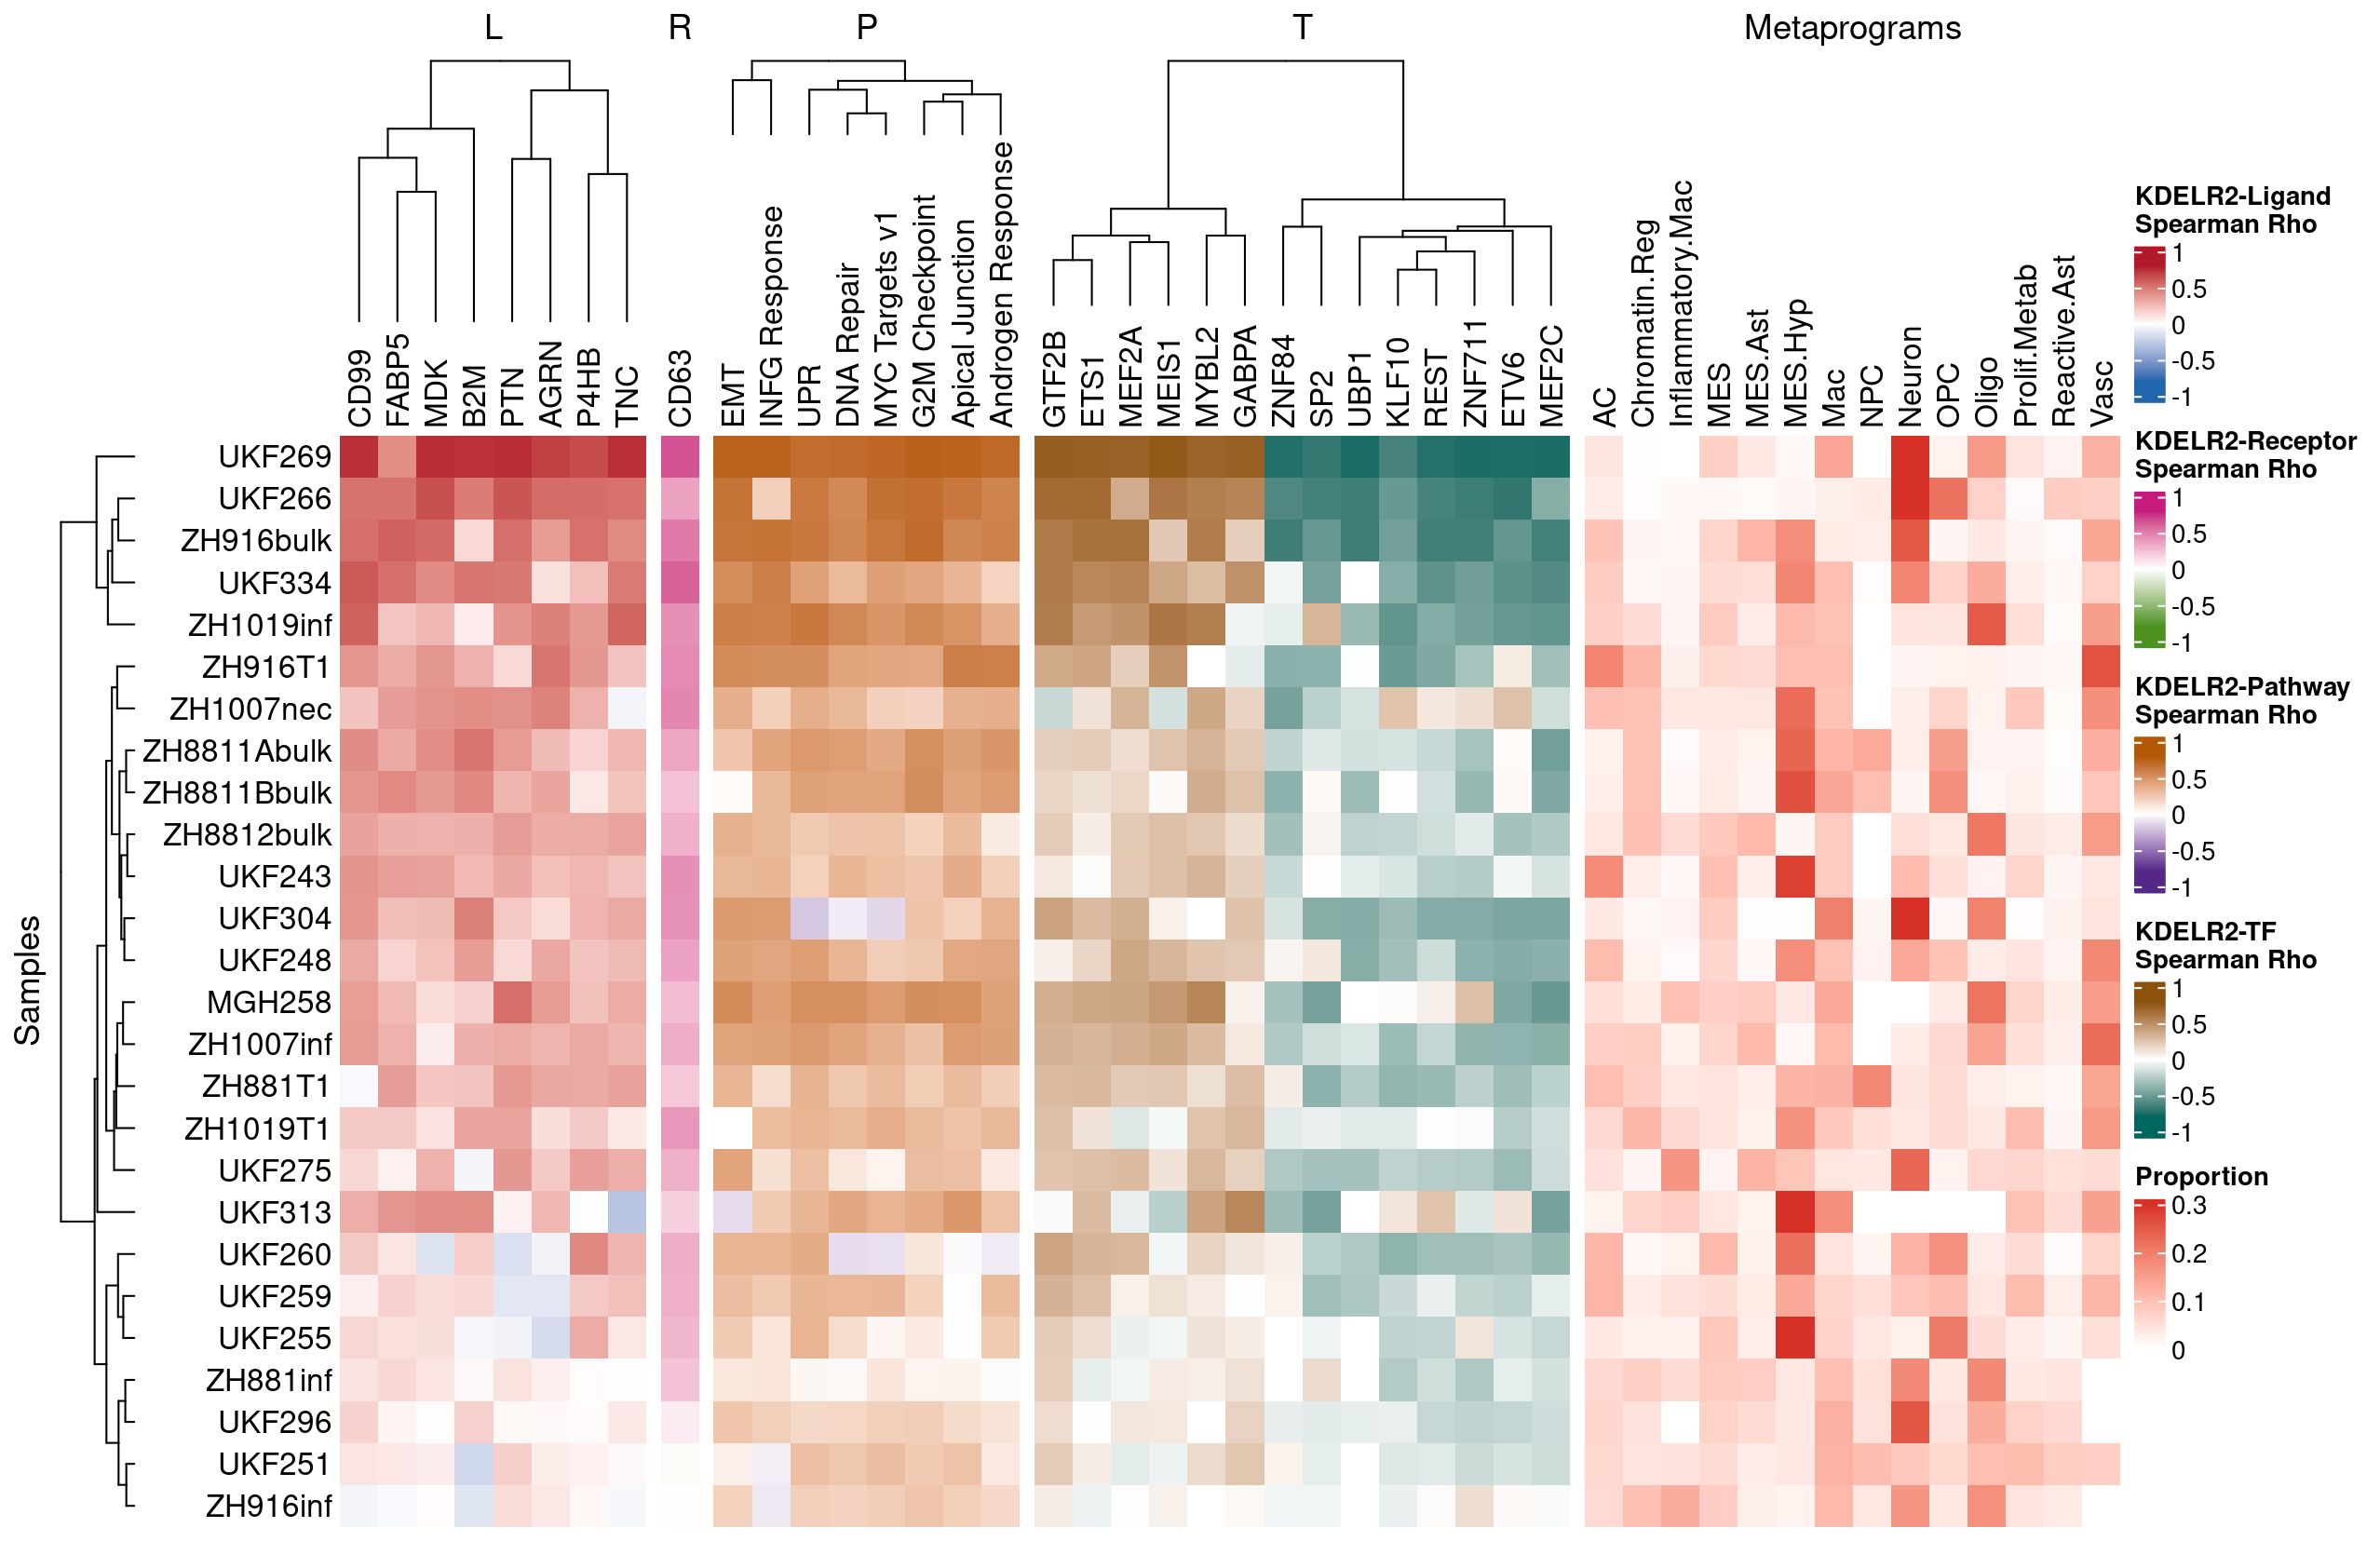 L
R
P
T
Metaprograms
CD99
FABP5
MDK
B2M
PTN
AGRN
P4HB
TNC
CD63
EMT
INFG Response
UPR
DNA Repair
MYC Targets v1
G2M Checkpoint
Apical Junction
Androgen Response
GTF2B
ETS1
MEF2A
MEIS1
MYBL2
GABPA
ZNF84
SP2
UBP1
KLF10
REST
ZNF711
ETV6
MEF2C
AC
Chromatin.Reg
Inflammatory.Mac
MES
MES.Ast
MES.Hyp
Mac
NPC
Neuron
OPC
Oligo
Prolif.Metab
Reactive.Ast
Vasc
Samples
UKF269
UKF266
ZH916bulk
UKF334
ZH1019inf
ZH916T1
ZH1007nec
ZH8811Abulk
ZH8811Bbulk
ZH8812bulk
UKF243
UKF304
UKF248
MGH258
ZH1007inf
ZH881T1
ZH1019T1
UKF275
UKF313
UKF260
UKF259
UKF255
ZH881inf
UKF296
UKF251
ZH916inf
KDELR2-Ligand
Spearman Rho
1
0.5
0
-0.5
-1
KDELR2-Receptor
Spearman Rho
1
0.5
0
-0.5
-1
KDELR2-Pathway
Spearman Rho
1
0.5
0
-0.5
-1
KDELR2-TF
Spearman Rho
1
0.5
0
-0.5
-1
Proportion
0.3
0.2
0.1
0